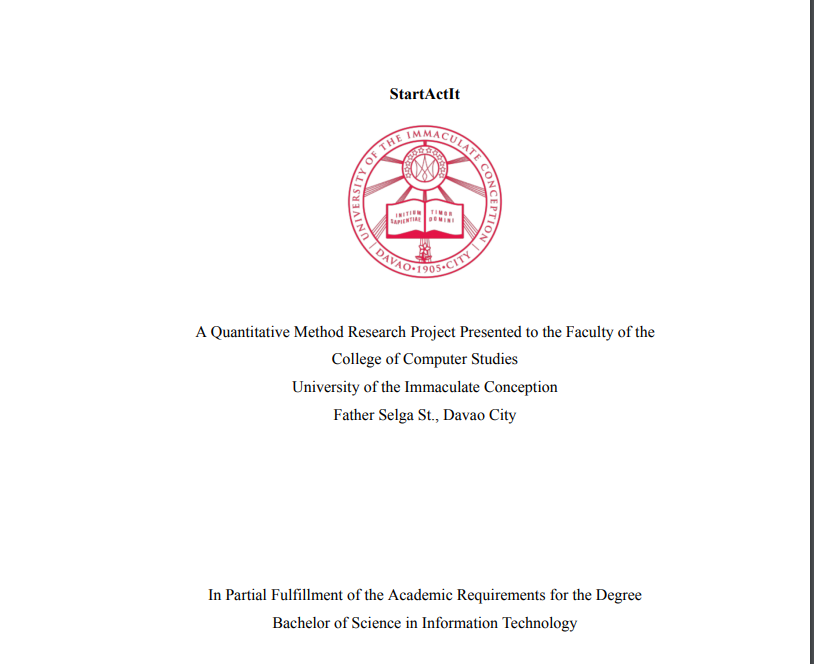 StartActIt
UNIVERSITY OF THE IMMACULATE CONCEPTION
INITIUM SAPIENTIAE
TIMOR DOMINI
DAVAO•1905•CITY
A Quantitative Method Research Project Presented to the Faculty of the
College of Computer Studies
University of the Immaculate Conception
Father Selga St., Davao City
In Partial Fulfillment of the Academic Requirements for the Degree
Bachelor of Science in Information Technology